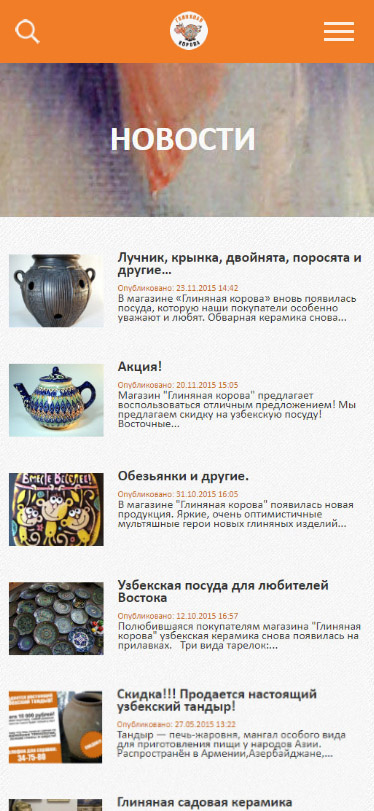 ГЛИНЯНАЯ
КОРОВА
НОВОСТИ
Лучник, крынка, двойнята, поросята и
другие...
Опубликовано: 23.11.2015 14:42
В магазине «Глиняная корова» вновь появилась
посуда, которую наши покупатели особенно
уважают и любят. Обварная керамика снова...
Акция!
Опубликовано: 20.11.2015 15:05
Магазин "Глиняная корова" предлагает
воспользоваться отличным предложением! Мы
предлагаем скидку на узбекскую посуду!
Восточные...
ВМЕСТЕ ВЕСЕЛЕЕ!
Обезьянки и другие.
Опубликовано: 31.10.2015 16:05
В магазине "Глиняная корова" появилась новая
продукция. Яркие, очень оптимистичные
мультяшные герои новых глиняных изделий...
Узбекская посуда для любителей
Востока
Опубликовано: 12.10.2015 16:57
Полюбившаяся покупателям магазина "Глиняная
корова" узбекская керамика снова появилась на
прилавках. Три вида тарелок:...
34-75-88
Скидка!!! Продается настоящий
узбекский тандыр!
Опубликовано: 27.05.2015 13:22
Тандыр — печь-жаровня, мангал особого вида
для приготовления пищи у народов Азии.
Распространён в Армении,Азербайджане,...
Глиняная садовая керамика